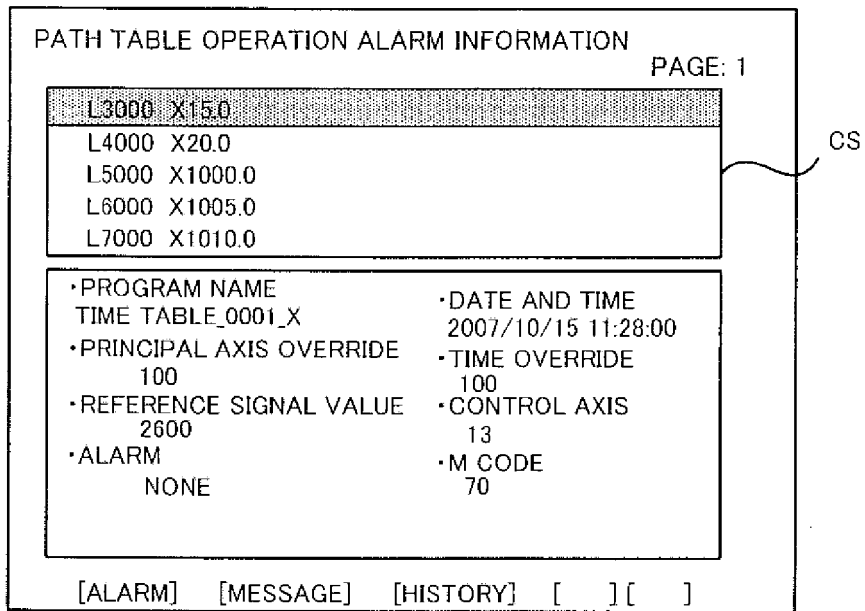 PATH TABLE OPERATION ALARM INFORMATION
PAGE: 1
L3000 X15.0
L4000 X20.0
L5000 X1000.0
L6000 X1005.0
L7000 X1010.0
CS
・PROGRAM NAME
TIME TABLE_0001_X
・DATE AND TIME
2007/10/15 11:28:00
・PRINCIPAL AXIS OVERRIDE
100
・TIME OVERRIDE
100
・REFERENCE SIGNAL VALUE
2600
・CONTROL AXIS
13
・ALARM
NONE
・M CODE
70
[ALARM] [MESSAGE] [HISTORY] [ ] [ ]